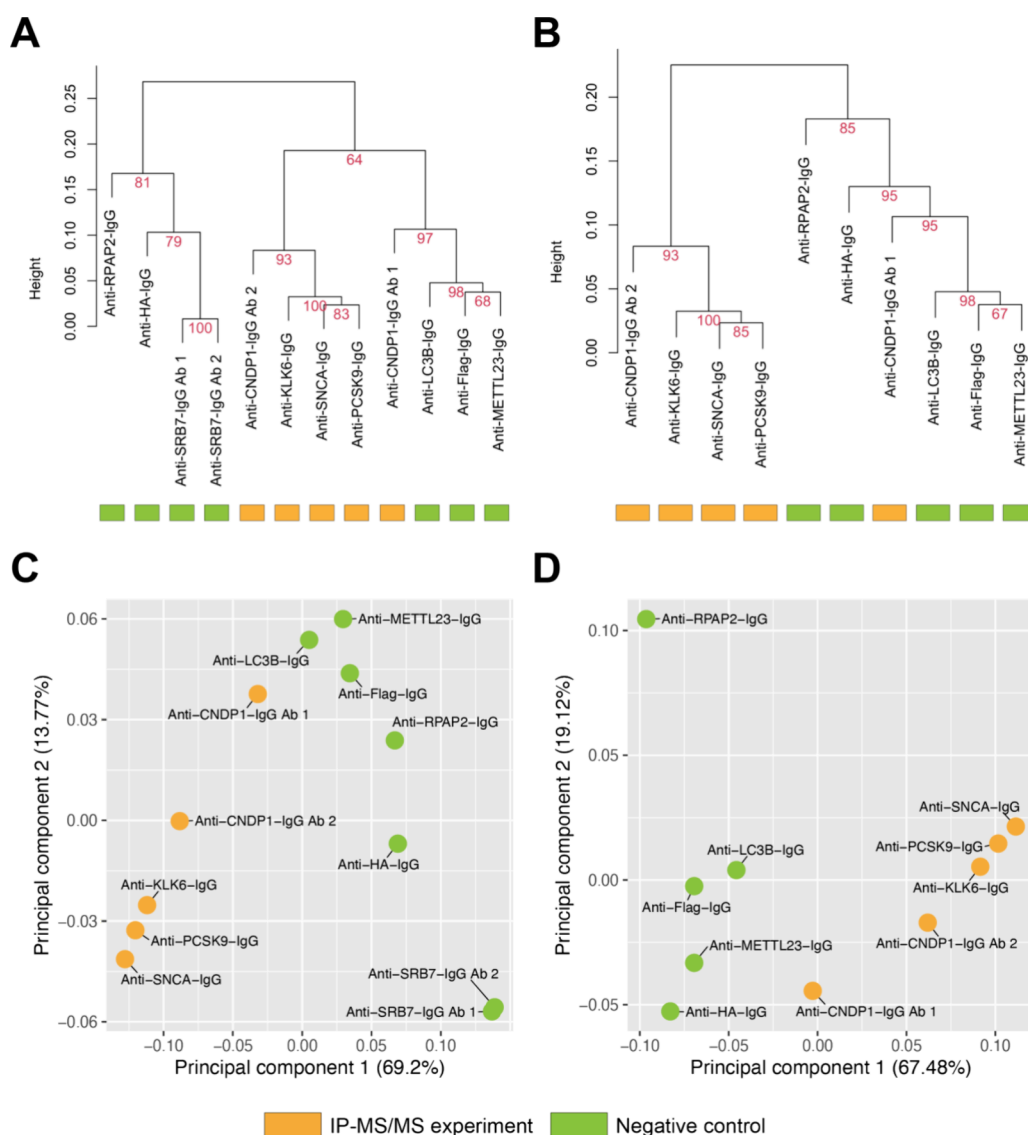 A
B
Height
0.25
0.20
0.15
0.10
0.05
0.00
81
79
100
64
93
100
83
97
98
68
Anti-RPAP2-IgG
Anti-HA-IgG
Anti-SRB7-IgG Ab 1
Anti-SRB7-IgG Ab 2
Anti-CNDP1-IgG Ab 2
Anti-KLK6-IgG
Anti-SNCA-IgG
Anti-PCSK9-IgG
Anti-CNDP1-IgG Ab 1
Anti-LC3B-IgG
Anti-Flag-IgG
Anti-METTL23-IgG
Height
0.20
0.15
0.10
0.05
0.00
93
100
85
85
95
95
98
67
Anti-CNDP1-IgG Ab 2
Anti-KLK6-IgG
Anti-SNCA-IgG
Anti-PCSK9-IgG
Anti-RPAP2-IgG
Anti-HA-IgG
Anti-CNDP1-IgG Ab 1
Anti-LC3B-IgG
Anti-Flag-IgG
Anti-METTL23-IgG
C
Principal component 2 (13.77%)
0.06
0.03
0.00
−0.03
−0.06
Anti−METTL23−IgG
Anti−LC3B−IgG
Anti−Flag−IgG
Anti−CNDP1−IgG Ab 1
Anti−RPAP2−IgG
Anti−CNDP1−IgG Ab 2
Anti−HA−IgG
Anti−KLK6−IgG
Anti−PCSK9−IgG
Anti−SNCA−IgG
Anti−SRB7−IgG Ab 2
Anti−SRB7−IgG Ab 1
−0.10 −0.05 0.00 0.05 0.10
Principal component 1 (69.2%)
D
Principal component 2 (19.12%)
0.10
0.05
0.00
−0.05
Anti−RPAP2−IgG
Anti−SNCA−IgG
Anti−PCSK9−IgG
Anti−LC3B−IgG
Anti−KLK6−IgG
Anti−Flag−IgG
Anti−CNDP1−IgG Ab 2
Anti−METTL23−IgG
Anti−HA−IgG
Anti−CNDP1−IgG Ab 1
−0.10 −0.05 0.00 0.05 0.10
Principal component 1 (67.48%)
IP-MS/MS experiment
Negative control